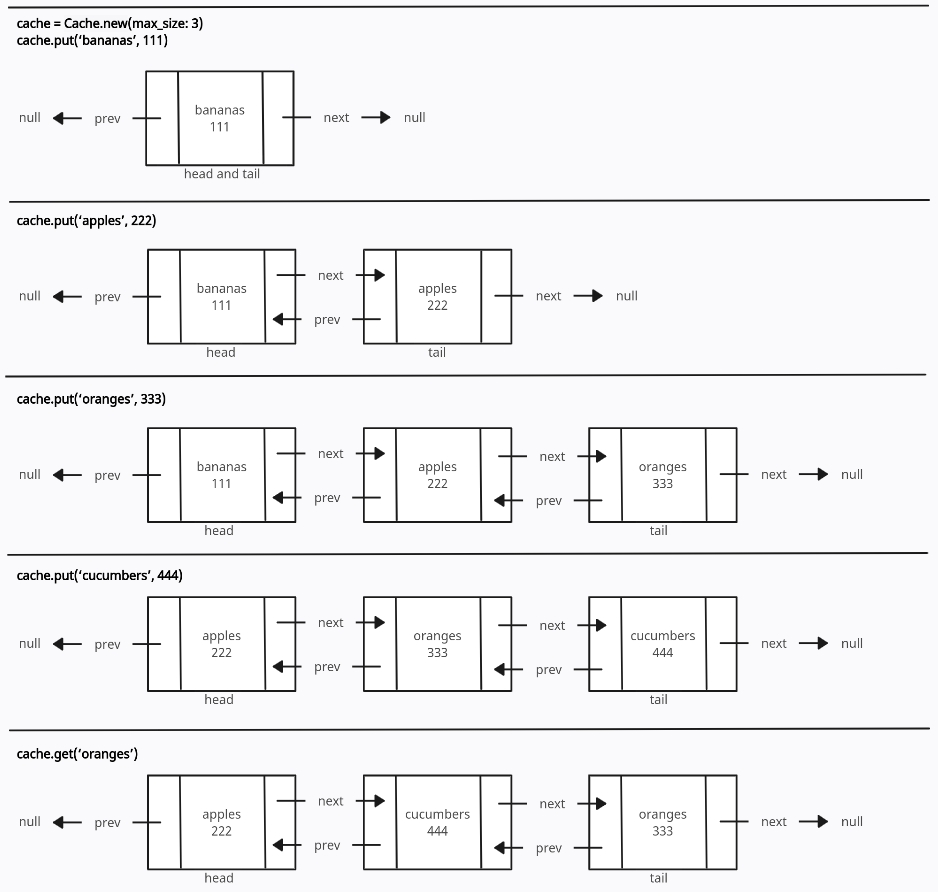 cache = Cache.new(max_size: 3)
cache.put(‘bananas’, 111)
null prev bananas next null
111
head and tail
cache.put(‘apples’, 222)
next
null prev bananas apples next null
111 222
prev
head tail
cache.put(‘oranges’, 333)
next next
null prev bananas apples oranges next null
111 222 333
prev prev
head tail
cache.put(‘cucumbers’, 444)
next next
null prev apples oranges cucumbers next null
222 333 444
prev prev
head tail
cache.get(‘oranges’)
next next
null prev apples cucumbers oranges next null
222 444 333
prev prev
head tail